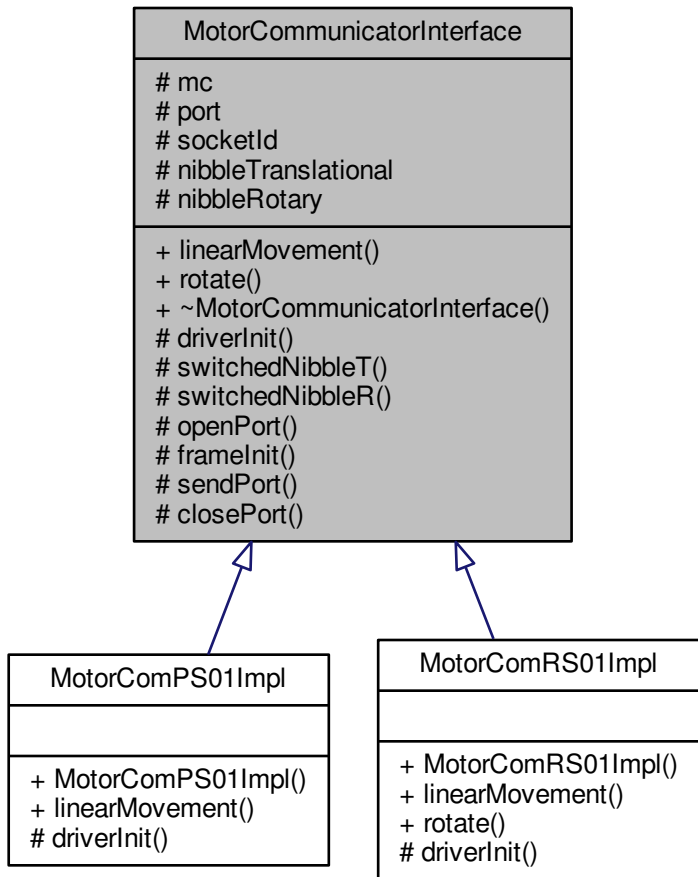 MotorCommunicatorInterface
# mc
# port
# socketId
# nibbleTranslational
# nibbleRotary
+ linearMovement()
+ rotate()
+ ~MotorCommunicatorInterface()
# driverInit()
# switchedNibbleT()
# switchedNibbleR()
# openPort()
# frameInit()
# sendPort()
# closePort()
MotorComPS01Impl
+ MotorComPS01Impl()
+ linearMovement()
# driverInit()
MotorComRS01Impl
+ MotorComRS01Impl()
+ linearMovement()
+ rotate()
# driverInit()